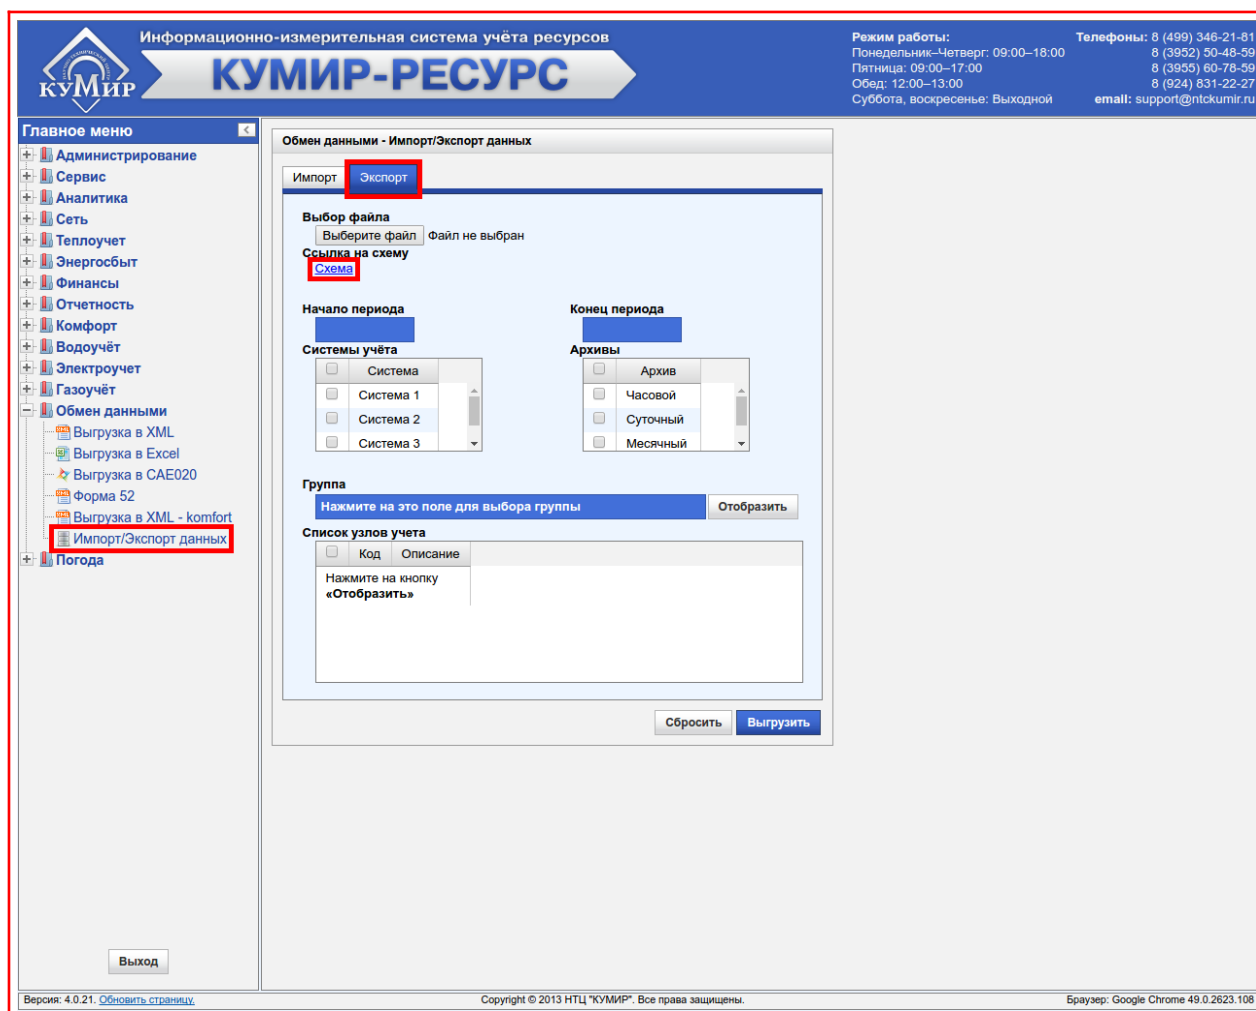 Информационно-измерительная система учёта ресурсов
КУМИР-РЕСУРС
КУМИР
Режим работы:
Понедельник–Четверг: 09:00–18:00
Пятница: 09:00–17:00
Обед: 12:00–13:00
Суббота, воскресенье: Выходной
Телефоны: 8 (499) 346-21-81
8 (3952) 50-48-59
8 (3955) 60-78-59
8 (924) 831-22-27
email: support@ntckumir.ru
Главное меню
Администрирование
Сервис
Аналитика
Сеть
Теплоучет
Энергосбыт
Финансы
Отчетность
Комфорт
Водоучёт
Электроучет
Газоучёт
Обмен данными
Выгрузка в XML
Выгрузка в Excel
Выгрузка в САЕ020
Форма 52
Выгрузка в XML - komfort
Импорт/Экспорт данных
Погода
Выход
Обмен данными - Импорт/Экспорт данных
Импорт Экспорт
Выбор файла
Выберите файл Файл не выбран
Ссылка на схему
Схема
Начало периода Конец периода
Системы учёта Архивы
Система Архив
Система 1 Часовой
Система 2 Суточный
Система 3 Месячный
Группа
Нажмите на это поле для выбора группы Отобразить
Список узлов учета
Код Описание
Нажмите на кнопку
«Отобразить»
Сбросить Выгрузить
Версия: 4.0.21. Обновить страницу. Copyright © 2013 НТЦ "КУМИР". Все права защищены. Браузер: Google Chrome 49.0.2623.108